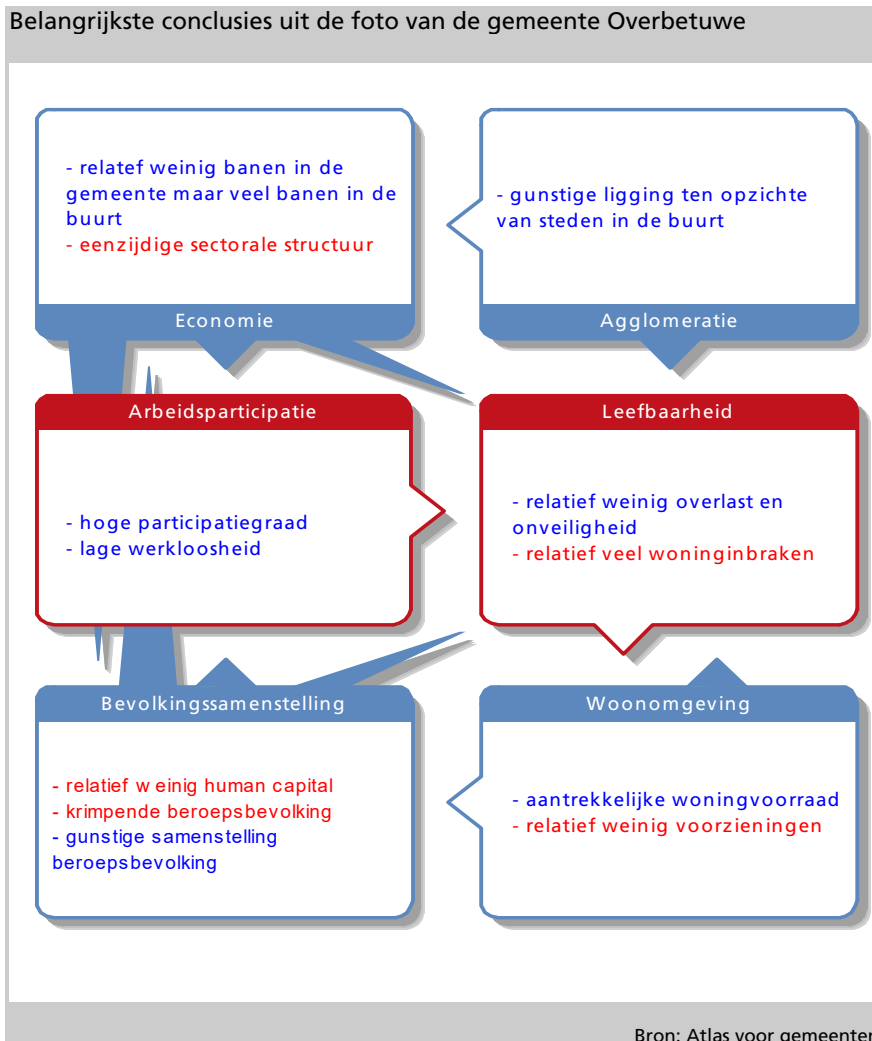 Belangrijkste conclusies uit de foto van de gemeente Overbetuwe
- relatef weinig banen in de
gemeente maar veel banen in de
buurt
- eenzijdige sectorale structuur
Economie
- gunstige ligging ten opzichte
van steden in de buurt
Agglomeratie
Arbeidsparticipatie
- hoge participatiegraad
- lage werkloosheid
Leefbaarheid
- relatief weinig overlast en
onveiligheid
- relatief veel woninginbraken
Bevolkingssamenstelling
- relatief w einig human capital
- krimpende beroepsbevolking
- gunstige samenstelling
beroepsbevolking
Woonomgeving
- aantrekkelijke woningvoorraad
- relatief weinig voorzieningen
Bron: Atlas voor gemeenten